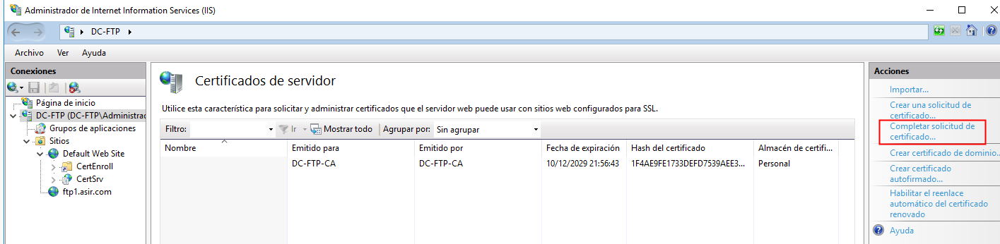 Administrador de Internet Information Services (IIS)
DC-FTP
Archivo Ver Ayuda
Conexiones
Página de inicio
DC-FTP (DC-FTP\Administrac
Grupos de aplicaciones
Sitios
Default Web Site
CertEnroll
CertSrv
ftp1.asir.com
Certificados de servidor
Utilice esta característica para solicitar y administrar certificados que el servidor web puede usar con sitios web configurados para SSL.
Filtro: Ir Mostrar todo Agrupar por: Sin agrupar
Nombre Emitido para Emitido por Fecha de expiración Hash del certificado Almacén de certifi...
DC-FTP-CA DC-FTP-CA 10/12/2029 21:56:43 1F4AE9FE1733DEFD7539AEE3... Personal
Acciones
Importar...
Crear una solicitud de
certificado...
Completar solicitud de
certificado...
Crear certificado de dominio...
Crear certificado
autofirmado...
Habilitar el reenlace
automático del certificado
renovado
Ayuda